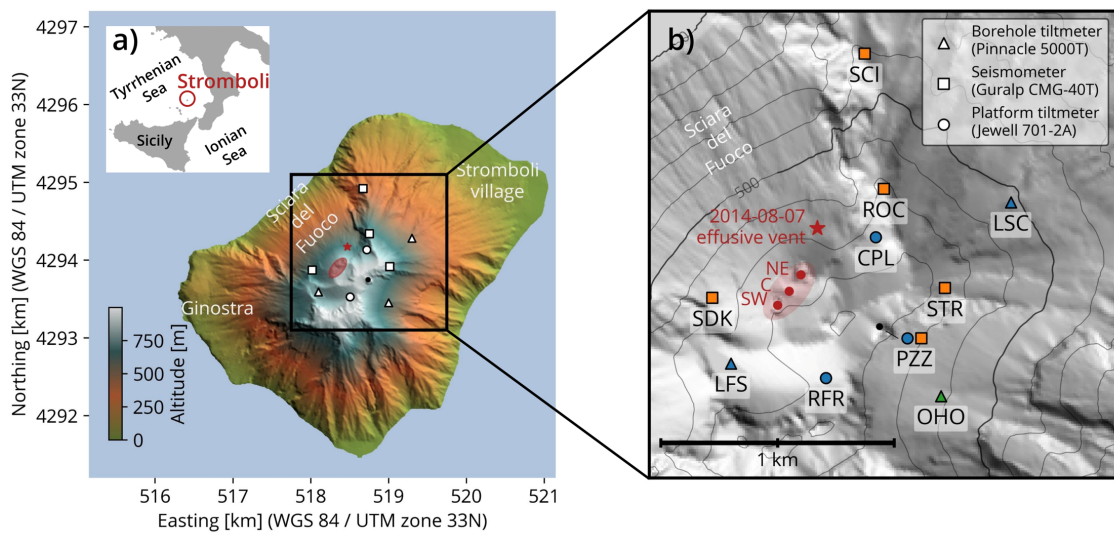 a)
Tyrrhenian
Sea
Stromboli
Sicily
Ionian
Sea
4297
4296
4295
4294
4293
4292
Northing [km] (WGS 84 / UTM zone 33N)
Sciara
del
Fuoco
Stromboli
village
Ginostra
750
500
250
0
Altitude [m]
516
517
518
519
520
521
Easting [km] (WGS 84 / UTM zone 33N)
b)
Borehole tiltmeter
(Pinnacle 5000T)
Seismometer
(Guralp CMG-40T)
Platform tiltmeter
(Jewell 701-2A)
SCI
Sciara
del
Fuoco
500
ROC
LSC
2014-08-07
effusive vent
CPL
NE
C
SW
SDK
STR
PZZ
LFS
RFR
OHO
1 km